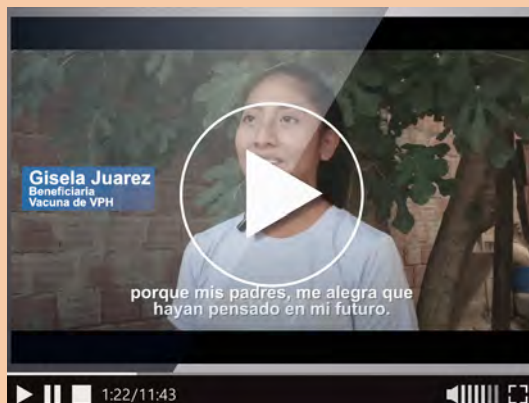 Gisela Juarez
Beneficiaria
Vacuna de VPH
porque mis padres, me alegra que
hayan pensado en mi futuro.
1:22/11:43